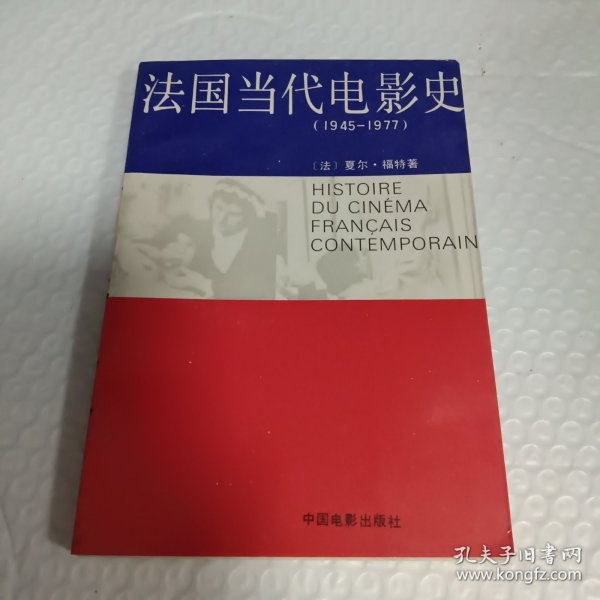 法国当代电影史
(1945-1977)
〔法〕夏尔·福特著
HISTOIRE
DU CINÉMA
FRANÇAIS
CONTEMPORAIN
中国电影出版社
孔夫子旧书网
www.kongfz.com